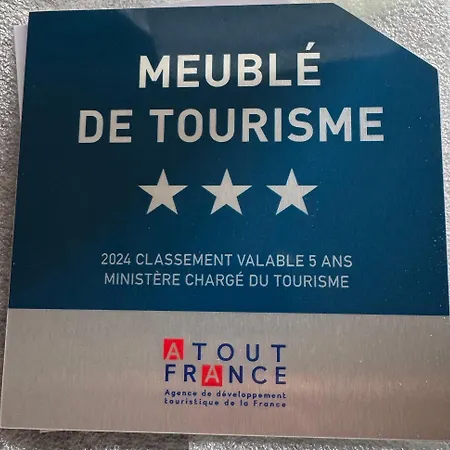 MEUBLÉ
DE TOURISME
2024 CLASSEMENT VALABLE 5 ANS
MINISTÈRE CHARGÉ DU TOURISME
ATOUT
FRANCE
Agence de développement
touristique de la France